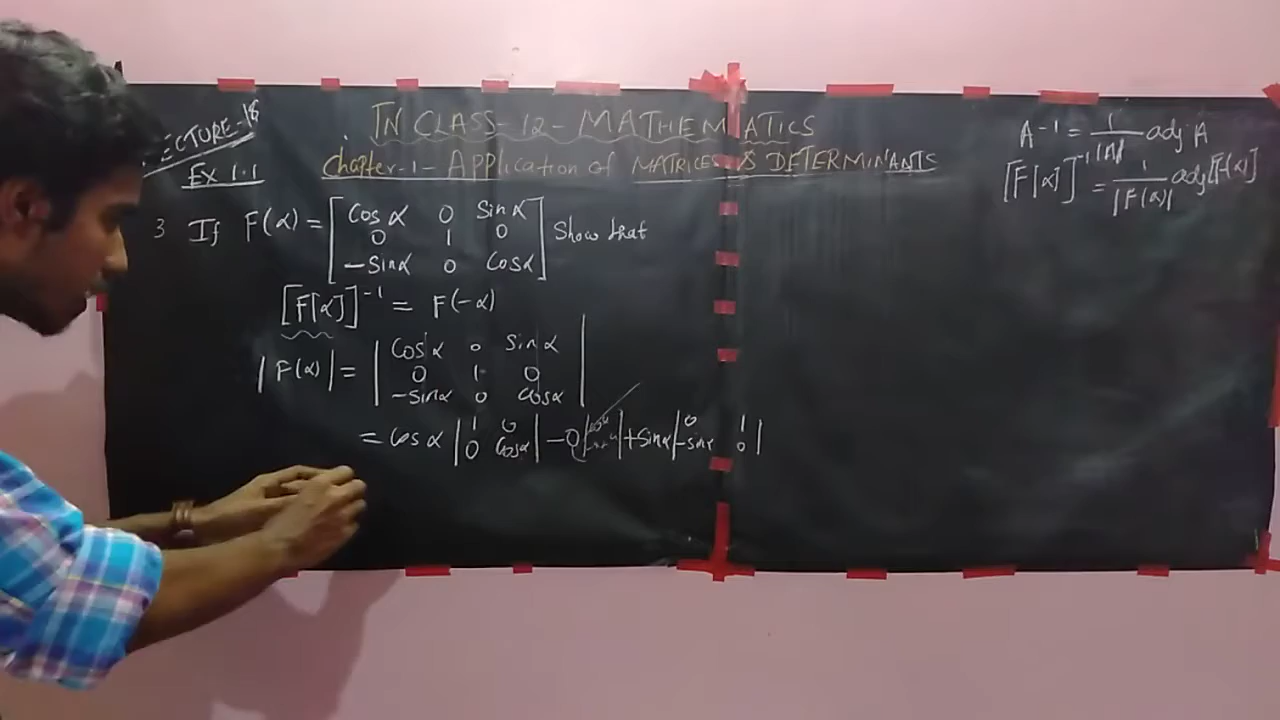 LECTURE-18
TN CLASS-12-MATHEMATICS
Ex 1.1
Chapter-1-Application of MATRICES & DETERMINANTS
A⁻¹ = 1/|A| adj A
[F(α)]⁻¹ = 1/|F(α)| adj[F(α)]
3 If F(α) = [ Cos α 0 Sin α
0 1 0
-Sin α 0 Cos α ] Show that
[F(α)]⁻¹ = F(-α)
|F(α)| = | Cos α 0 Sin α
0 1 0
-Sin α 0 Cos α |
= Cos α | 1 0 | - 0 | | + Sin α | 0 1 |
| 0 Cos α | | -Sin α 0 |